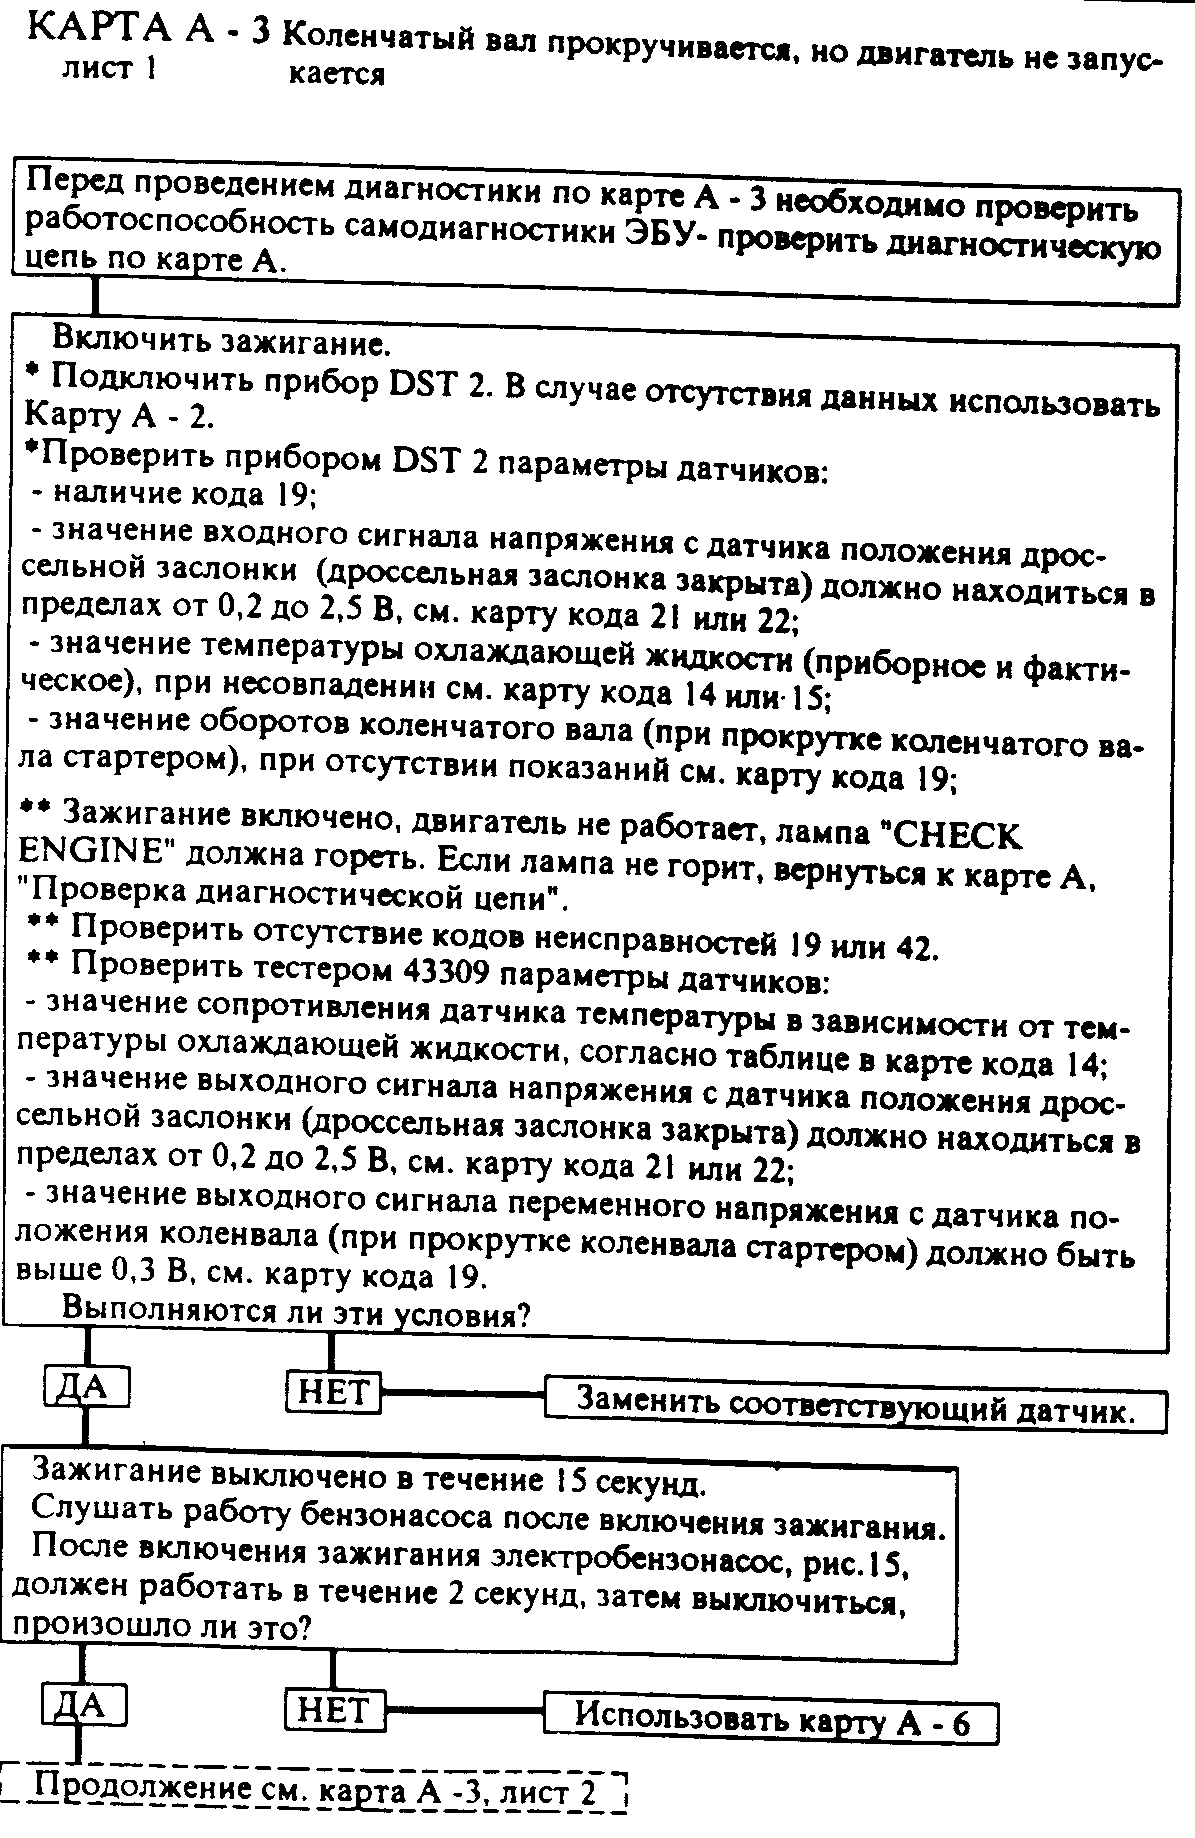 КАРТА А - 3 Коленчатый вал прокручивается, но двигатель не запус-
лист 1 кается
Перед проведением диагностики по карте А - 3 необходимо проверить
работоспособность самодиагностики ЭБУ- проверить диагностическую
цепь по карте А.
Включить зажигание.
* Подключить прибор DST 2. В случае отсутствия данных использовать
Карту А - 2.
*Проверить прибором DST 2 параметры датчиков:
- наличие кода 19;
- значение входного сигнала напряжения с датчика положения дрос-
сельной заслонки (дроссельная заслонка закрыта) должно находиться в
пределах от 0,2 до 2,5 В, см. карту кода 21 или 22;
- значение температуры охлаждающей жидкости (приборное и факти-
ческое), при несовпадении см. карту кода 14 или 15;
- значение оборотов коленчатого вала (при прокрутке коленчатого ва-
ла стартером), при отсутствии показаний см. карту кода 19;
** Зажигание включено, двигатель не работает, лампа "CHECK
ENGINE" должна гореть. Если лампа не горит, вернуться к карте А,
"Проверка диагностической цепи".
** Проверить отсутствие кодов неисправностей 19 или 42.
** Проверить тестером 43309 параметры датчиков:
- значение сопротивления датчика температуры в зависимости от тем-
пературы охлаждающей жидкости, согласно таблице в карте кода 14;
- значение выходного сигнала напряжения с датчика положения дрос-
сельной заслонки (дроссельная заслонка закрыта) должно находиться в
пределах от 0,2 до 2,5 В, см. карту кода 21 или 22;
- значение выходного сигнала переменного напряжения с датчика по-
ложения коленвала (при прокрутке коленвала стартером) должно быть
выше 0,3 В, см. карту кода 19.
Выполняются ли эти условия?
ДА НЕТ Заменить соответствующий датчик.
Зажигание выключено в течение 15 секунд.
Слушать работу бензонасоса после включения зажигания.
После включения зажигания электробензонасос, рис.15,
должен работать в течение 2 секунд, затем выключиться,
произошло ли это?
ДА НЕТ Использовать карту А - 6
Продолжение см. карта А -3, лист 2